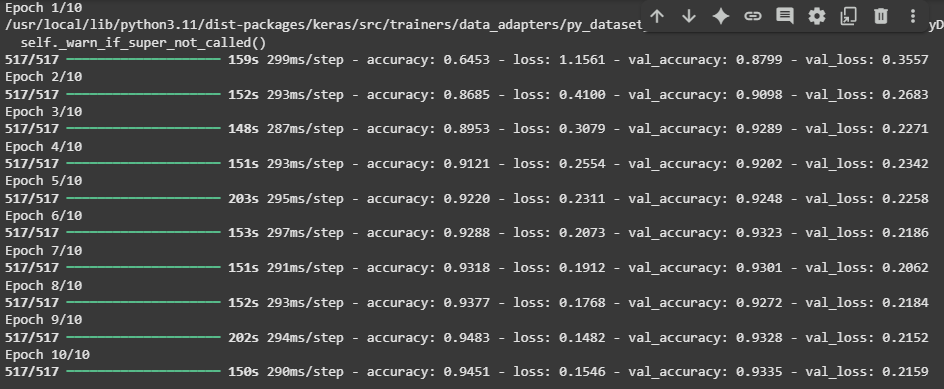 Epoch 1/10
/usr/local/lib/python3.11/dist-packages/keras/src/trainers/data_adapters/py_dataset_
self._warn_if_super_not_called()
517/517 ━━━━━━━━━━━━━━━━━━━━ 159s 299ms/step - accuracy: 0.6453 - loss: 1.1561 - val_accuracy: 0.8799 - val_loss: 0.3557
Epoch 2/10
517/517 ━━━━━━━━━━━━━━━━━━━━ 152s 293ms/step - accuracy: 0.8685 - loss: 0.4100 - val_accuracy: 0.9098 - val_loss: 0.2683
Epoch 3/10
517/517 ━━━━━━━━━━━━━━━━━━━━ 148s 287ms/step - accuracy: 0.8953 - loss: 0.3079 - val_accuracy: 0.9289 - val_loss: 0.2271
Epoch 4/10
517/517 ━━━━━━━━━━━━━━━━━━━━ 151s 293ms/step - accuracy: 0.9121 - loss: 0.2554 - val_accuracy: 0.9202 - val_loss: 0.2342
Epoch 5/10
517/517 ━━━━━━━━━━━━━━━━━━━━ 203s 295ms/step - accuracy: 0.9220 - loss: 0.2311 - val_accuracy: 0.9248 - val_loss: 0.2258
Epoch 6/10
517/517 ━━━━━━━━━━━━━━━━━━━━ 153s 297ms/step - accuracy: 0.9288 - loss: 0.2073 - val_accuracy: 0.9323 - val_loss: 0.2186
Epoch 7/10
517/517 ━━━━━━━━━━━━━━━━━━━━ 151s 291ms/step - accuracy: 0.9318 - loss: 0.1912 - val_accuracy: 0.9301 - val_loss: 0.2062
Epoch 8/10
517/517 ━━━━━━━━━━━━━━━━━━━━ 152s 293ms/step - accuracy: 0.9377 - loss: 0.1768 - val_accuracy: 0.9272 - val_loss: 0.2184
Epoch 9/10
517/517 ━━━━━━━━━━━━━━━━━━━━ 202s 294ms/step - accuracy: 0.9483 - loss: 0.1482 - val_accuracy: 0.9328 - val_loss: 0.2152
Epoch 10/10
517/517 ━━━━━━━━━━━━━━━━━━━━ 150s 290ms/step - accuracy: 0.9451 - loss: 0.1546 - val_accuracy: 0.9335 - val_loss: 0.2159